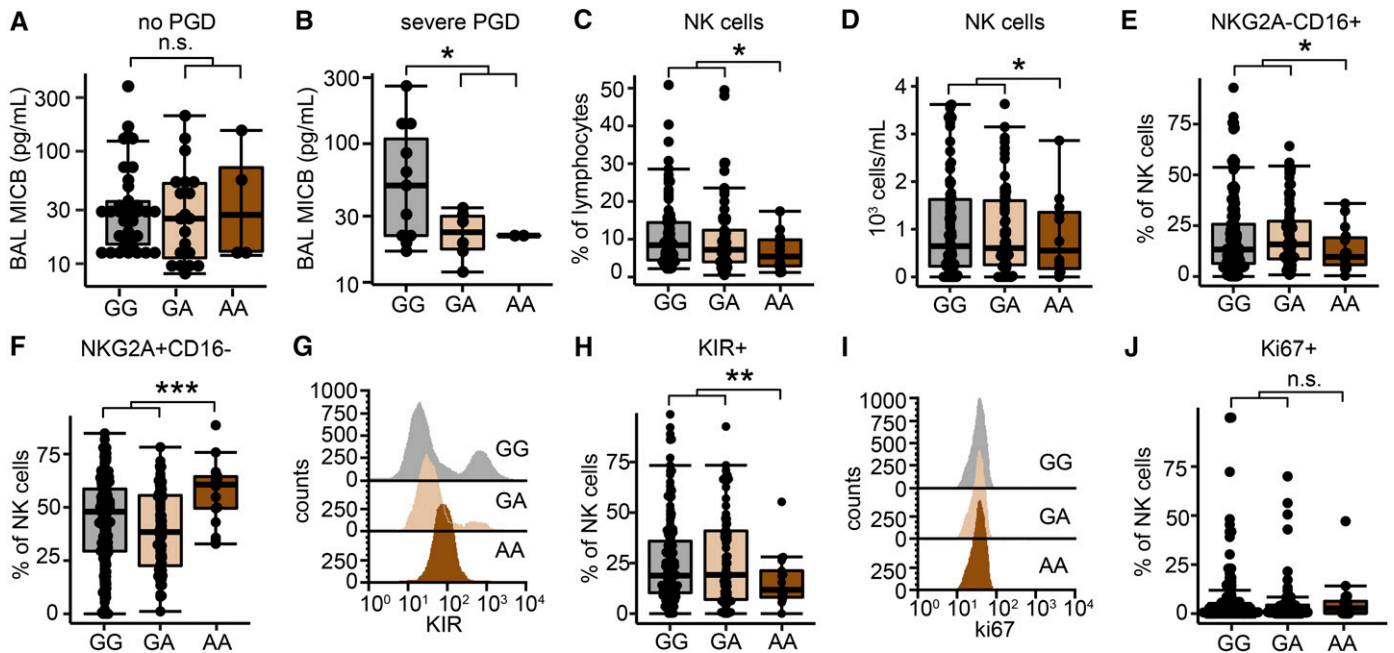 A no PGD
n.s.
BAL MICB (pg/mL)
300
100
30
10
GG GA AA
B severe PGD
*
BAL MICB (pg/mL)
300
100
30
10
GG GA AA
C NK cells
*
% of lymphocytes
50
40
30
20
10
0
GG GA AA
D NK cells
*
10³ cells/mL
4
3
2
1
0
GG GA AA
E NKG2A-CD16+
*
% of NK cells
75
50
25
0
GG GA AA
F NKG2A+CD16-
***
% of NK cells
75
50
25
0
GG GA AA
G
counts
1000
750
500
250
0
250
0
250
0
GG
GA
AA
10⁰ 10¹ 10² 10³ 10⁴
KIR
H KIR+
**
% of NK cells
75
50
25
0
GG GA AA
I
counts
1000
750
500
250
0
250
0
250
0
GG
GA
AA
10⁰ 10¹ 10² 10³ 10⁴
ki67
J Ki67+
n.s.
% of NK cells
75
50
25
0
GG GA AA